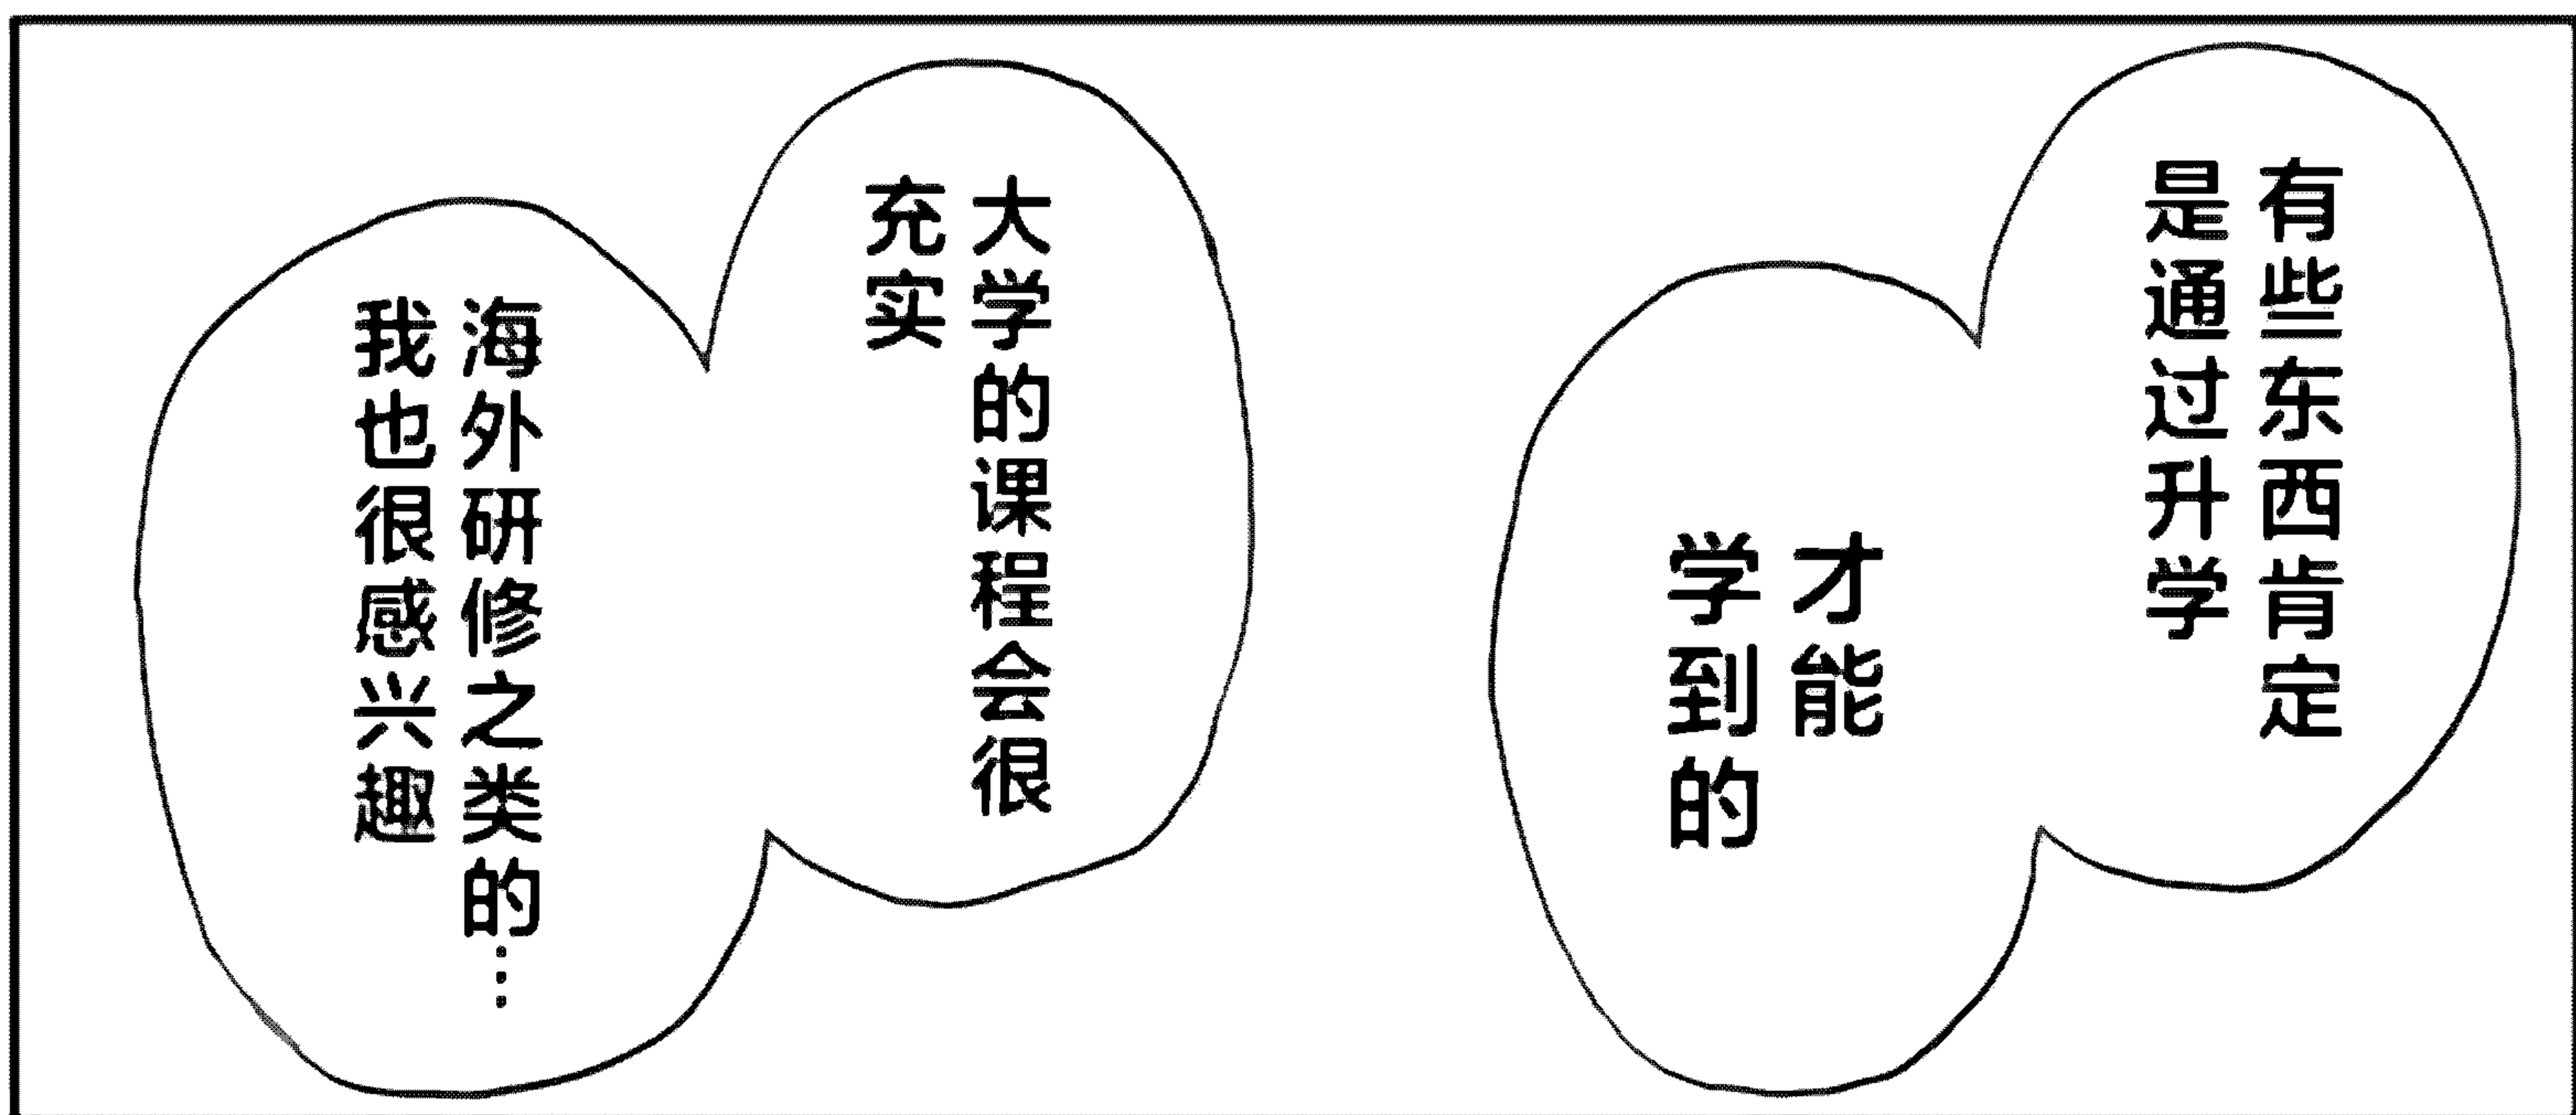 有些东西肯定
是通过升学
才能
学到的
大学的课程会很
充实
海外研修之类的…
我也很感兴趣